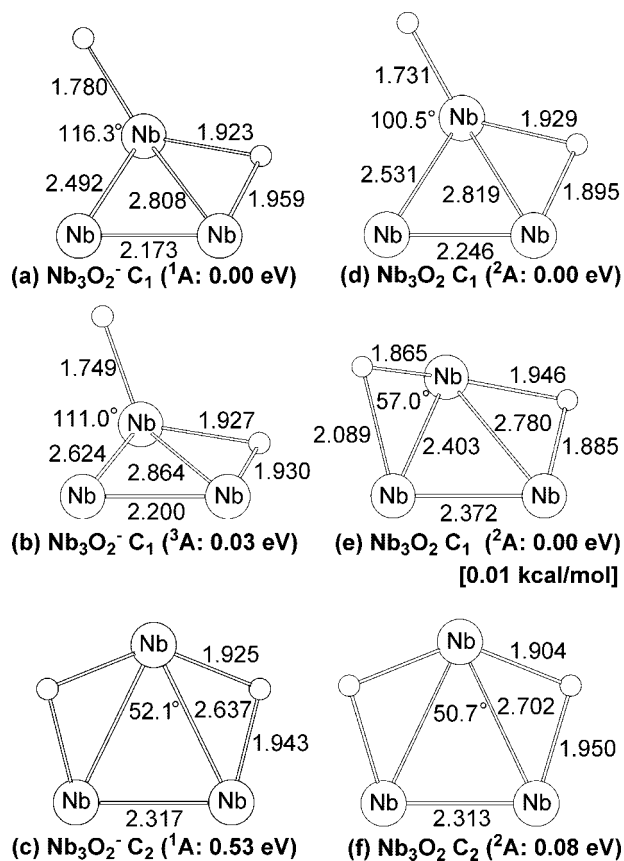 1.780
116.3°
Nb
1.923
2.492
2.808
1.959
Nb
Nb
2.173
(a) Nb₃O₂⁻ C₁ (¹A: 0.00 eV)
1.731
100.5°
Nb
1.929
2.531
2.819
1.895
Nb
Nb
2.246
(d) Nb₃O₂ C₁ (²A: 0.00 eV)
1.749
111.0°
Nb
1.927
2.624
2.864
1.930
Nb
Nb
2.200
(b) Nb₃O₂⁻ C₁ (³A: 0.03 eV)
1.865
Nb
1.946
57.0°
2.089
2.403
2.780
1.885
Nb
Nb
2.372
(e) Nb₃O₂ C₁ (²A: 0.00 eV)
[0.01 kcal/mol]
Nb
1.925
52.1°
2.637
1.943
Nb
Nb
2.317
(c) Nb₃O₂⁻ C₂ (¹A: 0.53 eV)
Nb
1.904
50.7°
2.702
1.950
Nb
Nb
2.313
(f) Nb₃O₂ C₂ (²A: 0.08 eV)